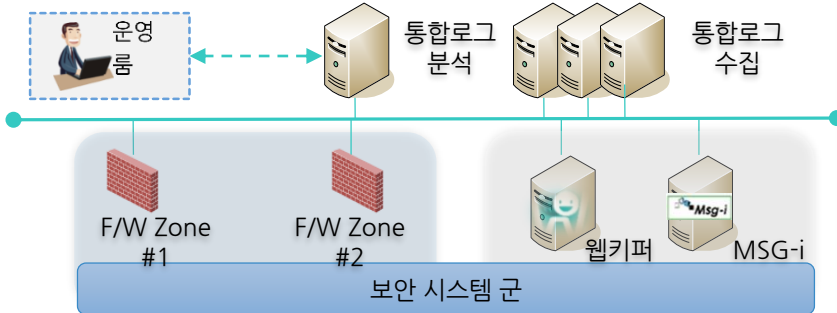 운영
룸
통합로그
분석
통합로그
수집
F/W Zone
#1
F/W Zone
#2
Msg-i
웹키퍼
MSG-i
보안 시스템 군